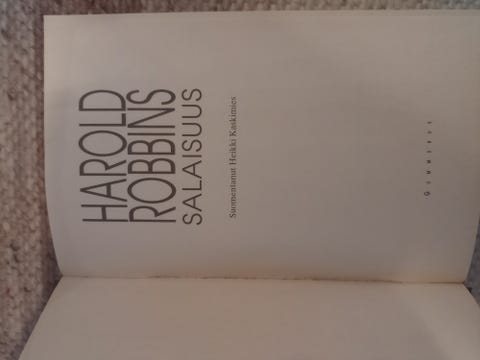 HAROLD
ROBBINS
SALAISUUS
Suomentanut Heikki Kaskimies
GUMMERUS